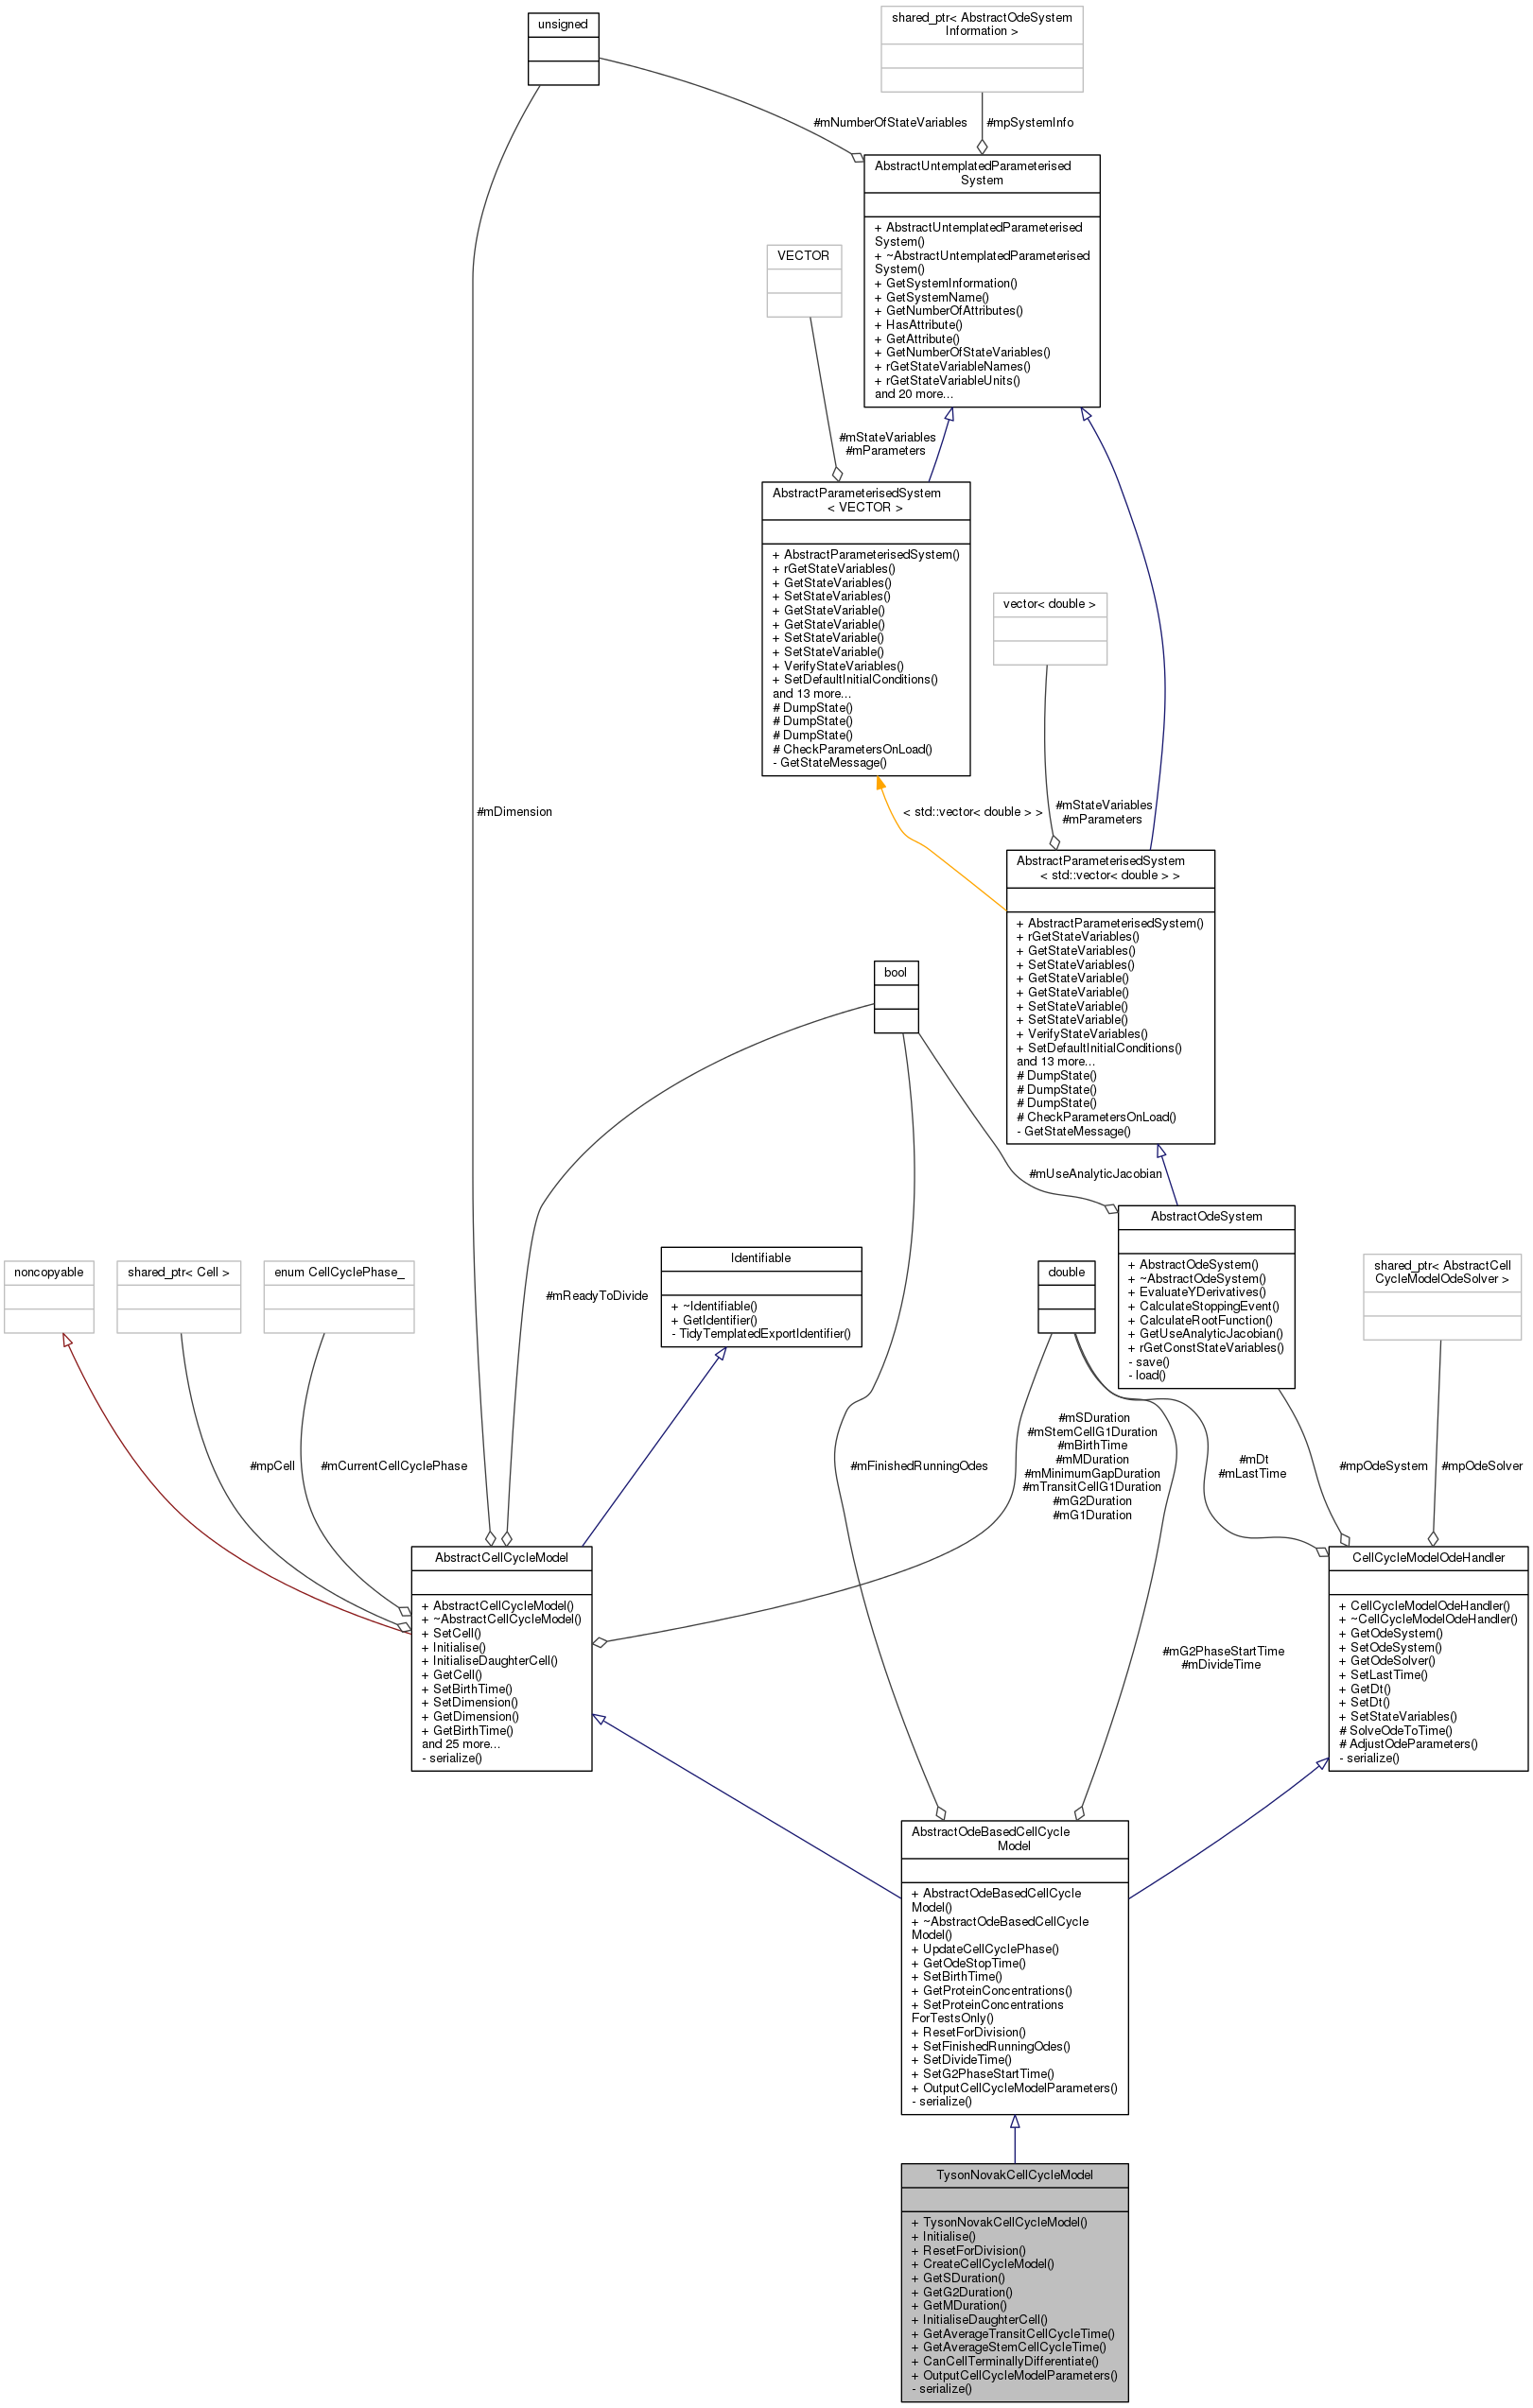 unsigned
shared_ptr< AbstractOdeSystem
Information >
#mNumberOfStateVariables
#mpSystemInfo
AbstractUntemplatedParameterised
System
+ AbstractUntemplatedParameterised
System()
+ ~AbstractUntemplatedParameterised
System()
+ GetSystemInformation()
+ GetSystemName()
+ GetNumberOfAttributes()
+ HasAttribute()
+ GetAttribute()
+ GetNumberOfStateVariables()
+ rGetStateVariableNames()
+ rGetStateVariableUnits()
and 20 more...
VECTOR
#mStateVariables
#mParameters
AbstractParameterisedSystem
< VECTOR >
+ AbstractParameterisedSystem()
+ rGetStateVariables()
+ GetStateVariables()
+ SetStateVariables()
+ GetStateVariable()
+ GetStateVariable()
+ SetStateVariable()
+ SetStateVariable()
+ VerifyStateVariables()
+ SetDefaultInitialConditions()
and 13 more...
# DumpState()
# DumpState()
# DumpState()
# CheckParametersOnLoad()
- GetStateMessage()
vector< double >
#mDimension
< std::vector< double > >
#mStateVariables
#mParameters
AbstractParameterisedSystem
< std::vector< double > >
+ AbstractParameterisedSystem()
+ rGetStateVariables()
+ GetStateVariables()
+ SetStateVariables()
+ GetStateVariable()
+ GetStateVariable()
+ SetStateVariable()
+ SetStateVariable()
+ VerifyStateVariables()
+ SetDefaultInitialConditions()
and 13 more...
# DumpState()
# DumpState()
# DumpState()
# CheckParametersOnLoad()
- GetStateMessage()
bool
#mUseAnalyticJacobian
AbstractOdeSystem
+ AbstractOdeSystem()
+ ~AbstractOdeSystem()
+ EvaluateYDerivatives()
+ CalculateStoppingEvent()
+ CalculateRootFunction()
+ GetUseAnalyticJacobian()
+ rGetConstStateVariables()
- save()
- load()
noncopyable
shared_ptr< Cell >
enum CellCyclePhase_
#mReadyToDivide
Identifiable
+ ~Identifiable()
+ GetIdentifier()
- TidyTemplatedExportIdentifier()
double
shared_ptr< AbstractCell
CycleModelOdeSolver >
#mpCell
#mCurrentCellCyclePhase
#mFinishedRunningOdes
#mSDuration
#mStemCellG1Duration
#mBirthTime
#mMDuration
#mMinimumGapDuration
#mTransitCellG1Duration
#mG2Duration
#mG1Duration
#mDt
#mLastTime
#mpOdeSystem
#mpOdeSolver
AbstractCellCycleModel
+ AbstractCellCycleModel()
+ ~AbstractCellCycleModel()
+ SetCell()
+ Initialise()
+ InitialiseDaughterCell()
+ GetCell()
+ SetBirthTime()
+ SetDimension()
+ GetDimension()
+ GetBirthTime()
and 25 more...
- serialize()
#mG2PhaseStartTime
#mDivideTime
CellCycleModelOdeHandler
+ CellCycleModelOdeHandler()
+ ~CellCycleModelOdeHandler()
+ GetOdeSystem()
+ SetOdeSystem()
+ GetOdeSolver()
+ SetLastTime()
+ GetDt()
+ SetDt()
+ SetStateVariables()
# SolveOdeToTime()
# AdjustOdeParameters()
- serialize()
AbstractOdeBasedCellCycle
Model
+ AbstractOdeBasedCellCycle
Model()
+ ~AbstractOdeBasedCellCycle
Model()
+ UpdateCellCyclePhase()
+ GetOdeStopTime()
+ SetBirthTime()
+ GetProteinConcentrations()
+ SetProteinConcentrations
ForTestsOnly()
+ ResetForDivision()
+ SetFinishedRunningOdes()
+ SetDivideTime()
+ SetG2PhaseStartTime()
+ OutputCellCycleModelParameters()
- serialize()
TysonNovakCellCycleModel
+ TysonNovakCellCycleModel()
+ Initialise()
+ ResetForDivision()
+ CreateCellCycleModel()
+ GetSDuration()
+ GetG2Duration()
+ GetMDuration()
+ InitialiseDaughterCell()
+ GetAverageTransitCellCycleTime()
+ GetAverageStemCellCycleTime()
+ CanCellTerminallyDifferentiate()
+ OutputCellCycleModelParameters()
- serialize()